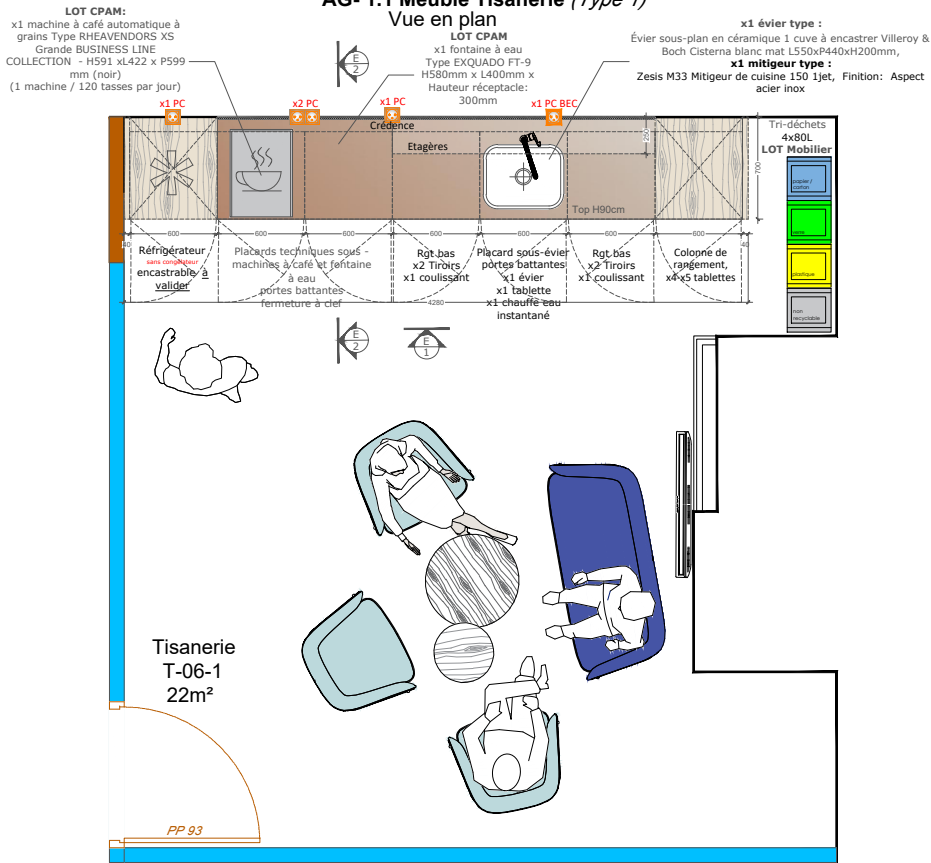 AG- 1.1 Meuble Tisanerie (Type 1)
Vue en plan
LOT CPAM:
x1 machine à café automatique à
grains Type RHEAVENDORS XS
Grande BUSINESS LINE
COLLECTION - H591 xL422 x P599
mm (noir)
(1 machine / 120 tasses par jour)
LOT CPAM
x1 fontaine à eau
Type EXQUADO FT-9
H580mm x L400mm x
Hauteur réceptacle:
300mm
x1 évier type :
Évier sous-plan en céramique 1 cuve à encastrer Villeroy &
Boch Cisterna blanc mat L550xP440xH200mm,
x1 mitigeur type :
Zesis M33 Mitigeur de cuisine 150 1jet, Finition: Aspect
acier inox
E
2
x1 PC
x2 PC
x1 PC
x1 PC BEC
Crédence
Etagères
250
700
Top H90cm
Tri-déchets
4x80L
LOT Mobilier
papier /
carton
verre
plastique
non
recyclable
40
600
600
600
600
600
600
600
40
Réfrigérateur
sans congélateur
encastrable, à
valider
Placards techniques sous -
machines à café et fontaine
à eau
portes battantes
fermeture à clef
Rgt bas
x2 Tiroirs
x1 coulissant
Placard sous-évier
portes battantes
x1 évier
x1 tablette
x1 chauffe eau
instantané
Rgt bas
x2 Tiroirs
x1 coulissant
Colonne de
rangement,
x4-x5 tablettes
4280
E
2
E
1
Tisanerie
T-06-1
22m²
PP 93